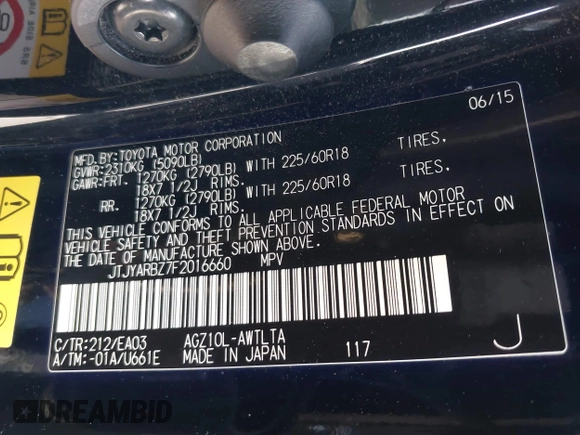 06/15
MFD.BY:TOYOTA MOTOR CORPORATION
GVWR:2310KG (5090LB)
GAWR:FRT. 1270KG (2790LB) WITH 225/60R18 TIRES.
18X7 1/2J RIMS.
RR. 1270KG (2790LB) WITH 225/60R18 TIRES.
18X7 1/2J RIMS.
THIS VEHICLE CONFORMS TO ALL APPLICABLE FEDERAL MOTOR
VEHICLE SAFETY AND THEFT PREVENTION STANDARDS IN EFFECT ON
THE DATE OF MANUFACTURE SHOWN ABOVE.
JTJYARBZ7F2016660 MPV
C/TR:212/EA03 AGZ10L-AWTLTA
A/TM:-01A/U661E MADE IN JAPAN 117 J
DREAMBID